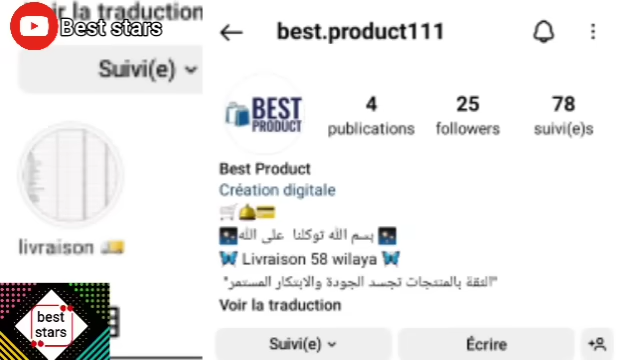 Voir la traduction
Best stars
Suivi(e)
livraison
best
stars
best.product111
BEST
PRODUCT
4 25 78
publications followers suivi(e)s
Best Product
Création digitale
بسم الله توكلنا على الله
Livraison 58 wilaya
"الثقة بالمنتجات تجسد الجودة والابتكار المستمر"
Voir la traduction
Suivi(e) Écrire